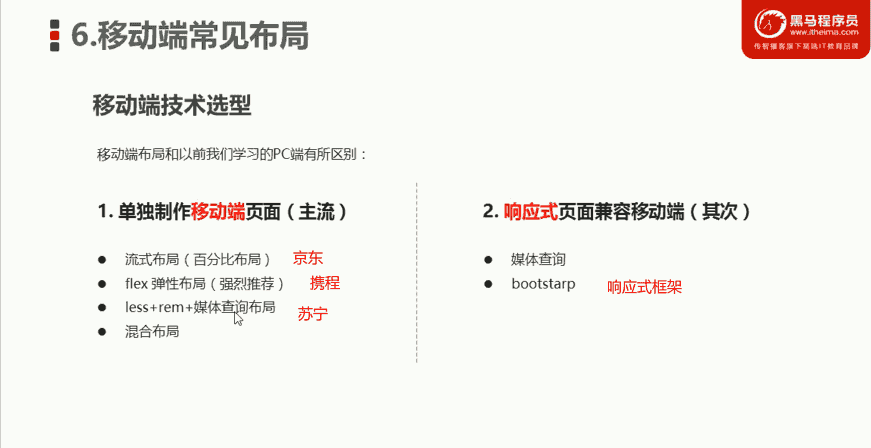 6.移动端常见布局
黑马程序员
www.itheima.com
传智播客旗下高端IT教育品牌
移动端技术选型
移动端布局和以前我们学习的PC端有所区别：
1. 单独制作移动端页面（主流）
● 流式布局（百分比布局） 京东
● flex 弹性布局（强烈推荐） 携程
● less+rem+媒体查询布局 苏宁
● 混合布局
2. 响应式页面兼容移动端（其次）
● 媒体查询
● bootstarp 响应式框架